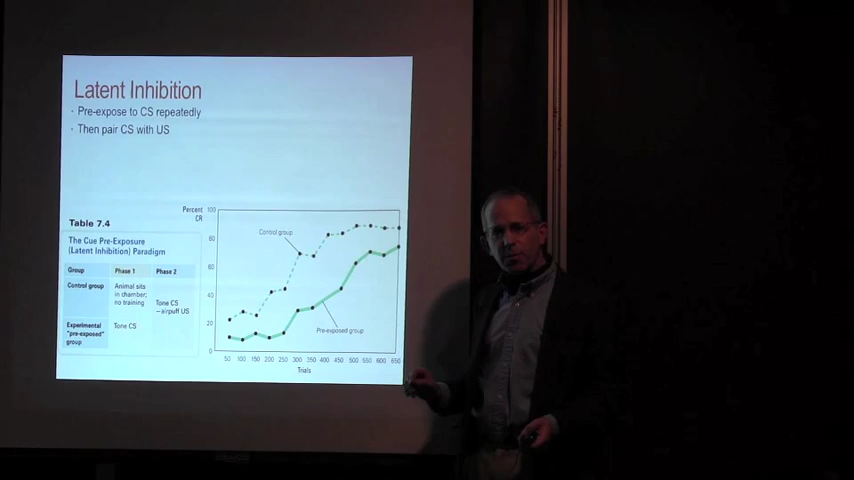 Latent Inhibition
· Pre-expose to CS repeatedly
· Then pair CS with US
Table 7.4
The Cue Pre-Exposure
(Latent Inhibition) Paradigm
Group Phase 1 Phase 2
Control group Animal sits
in chamber;
no training
Tone CS
—airpuff US
Experimental
"pre-exposed"
group
Tone CS
Percent
CR
100
80
60
40
20
0
Control group
Pre-exposed group
50 100 150 200 250 300 350 400 450 500 550 600 650
Trials